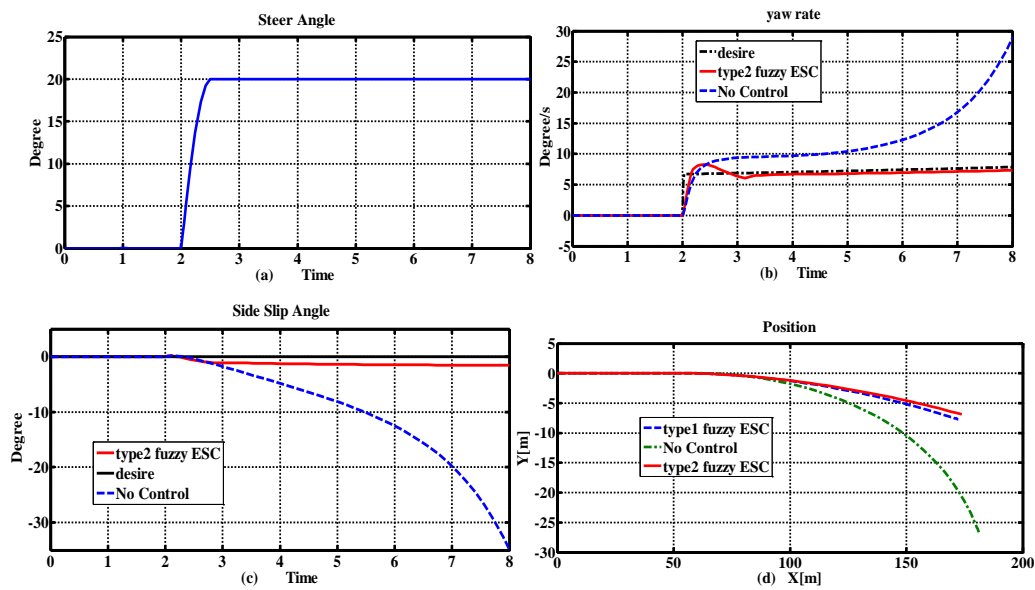 Steer Angle
25
20
15
10
5
0
Degree
0 1 2 3 4 5 6 7 8
(a) Time
yaw rate
30
25
20
15
10
5
0
-5
Degree/s
desire
type2 fuzzy ESC
No Control
0 1 2 3 4 5 6 7 8
(b) Time
Side Slip Angle
0
-10
-20
-30
Degree
type2 fuzzy ESC
desire
No Control
0 1 2 3 4 5 6 7 8
(c) Time
Position
5
0
-5
-10
-15
-20
-25
-30
Y[m]
type1 fuzzy ESC
No Control
type2 fuzzy ESC
0 50 100 150 200
(d) X[m]